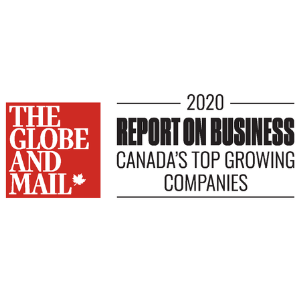 THE
GLOBE
AND
MAIL
2020
REPORT ON BUSINESS
CANADA'S TOP GROWING
COMPANIES